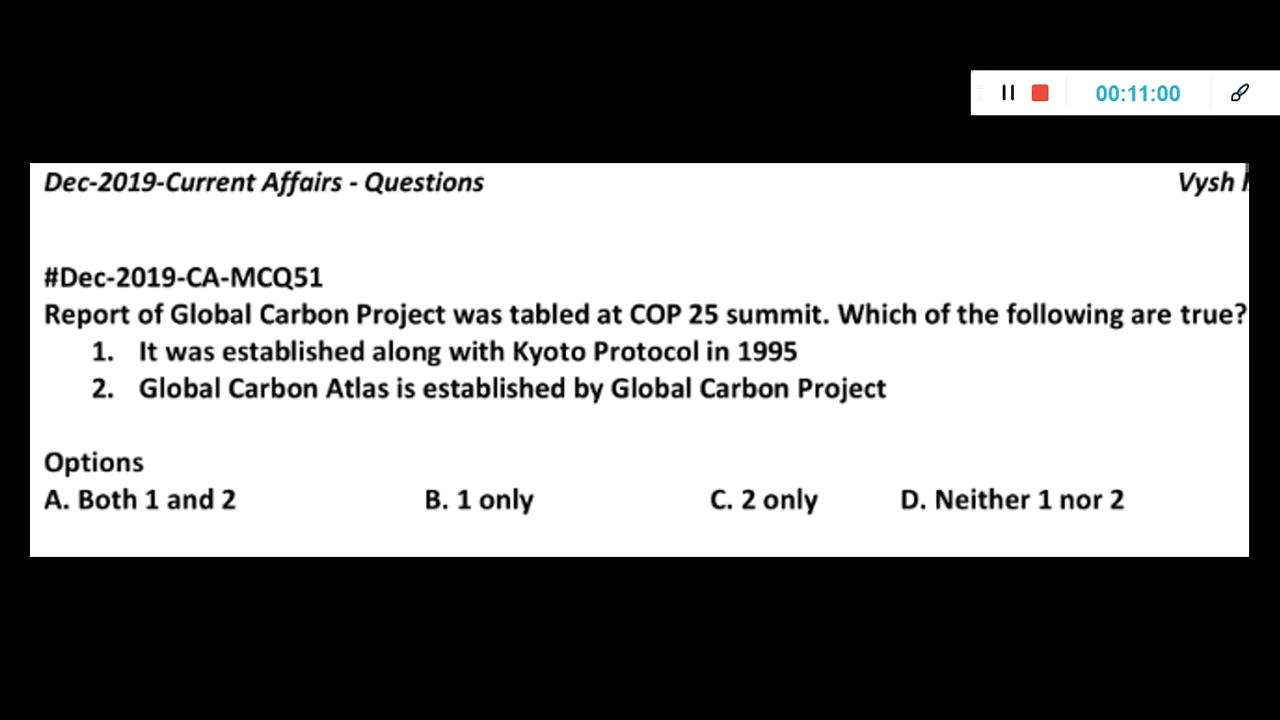 00:11:00
Dec-2019-Current Affairs - Questions Vysh
#Dec-2019-CA-MCQ51
Report of Global Carbon Project was tabled at COP 25 summit. Which of the following are true?
1. It was established along with Kyoto Protocol in 1995
2. Global Carbon Atlas is established by Global Carbon Project
Options
A. Both 1 and 2 B. 1 only C. 2 only D. Neither 1 nor 2